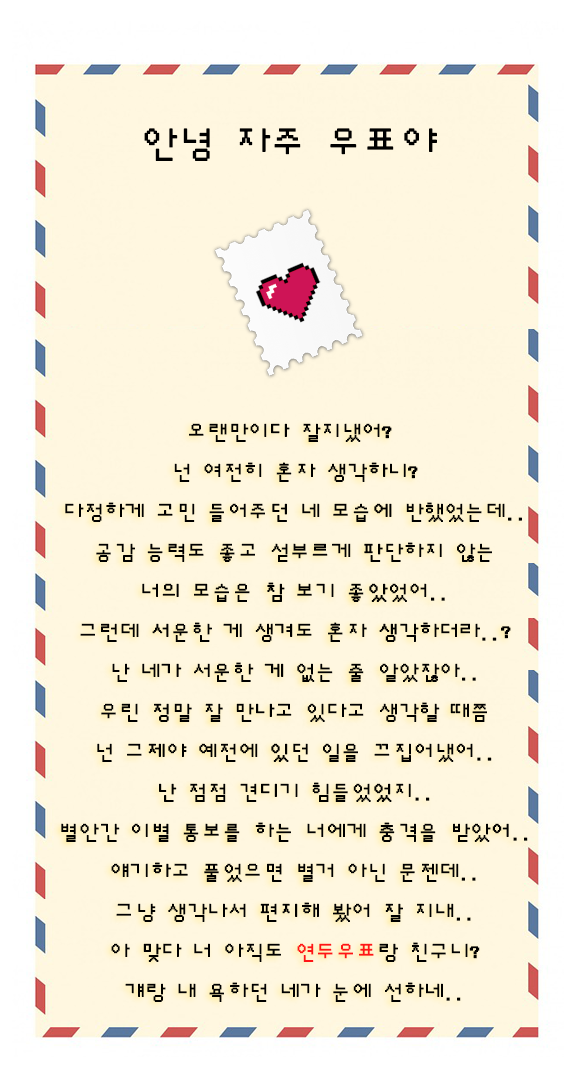 안녕 자주 우표야
오랜만이다 잘지냈어?
넌 여전히 혼자 생각하니?
다정하게 고민 들어주던 네 모습에 반했었는데..
공감 능력도 좋고 섣부르게 판단하지 않는
너의 모습은 참 보기 좋았었어..
그런데 서운한 게 생겨도 혼자 생각하더라..?
난 네가 서운한 게 없는 줄 알았잖아..
우린 정말 잘 만나고 있다고 생각할 때쯤
넌 그제야 예전에 있던 일을 끄집어냈어..
난 점점 견디기 힘들었었지..
별안간 이별 통보를 하는 너에게 충격을 받았어..
얘기하고 풀었으면 별거 아닌 문젠데..
그냥 생각나서 편지해 봤어 잘 지내..
아 맞다 너 아직도 연두우표랑 친구니?
걔랑 내 욕하던 네가 눈에 선하네..